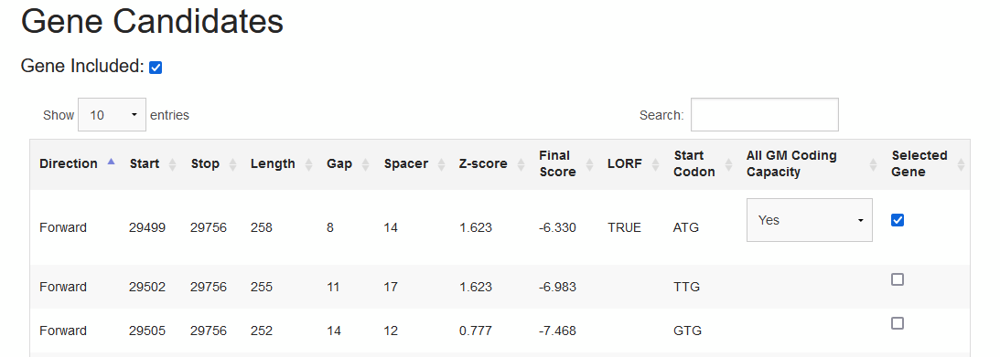 Gene Candidates
Gene Included:
Show 10 entries Search:
Direction Start Stop Length Gap Spacer Z-score Final Score LORF Start Codon All GM Coding Capacity Selected Gene
Forward 29499 29756 258 8 14 1.623 -6.330 TRUE ATG Yes
Forward 29502 29756 255 11 17 1.623 -6.983 TTG
Forward 29505 29756 252 14 12 0.777 -7.468 GTG